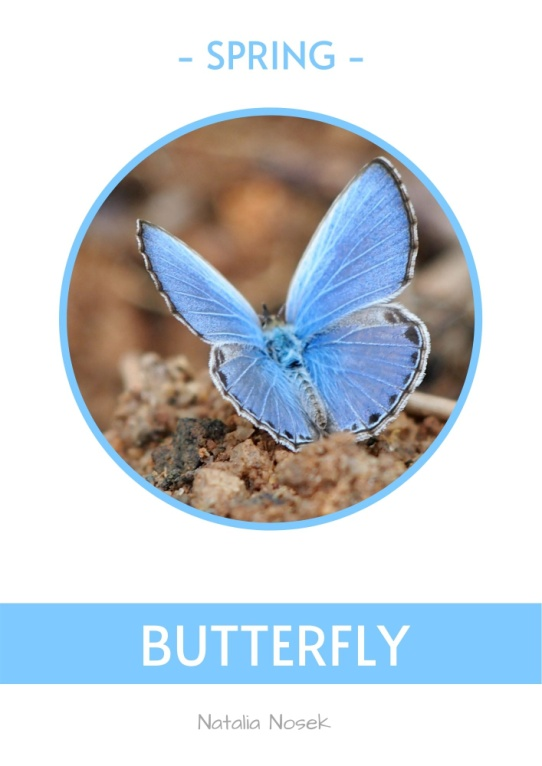 - SPRING -
BUTTERFLY
Natalia Nosek